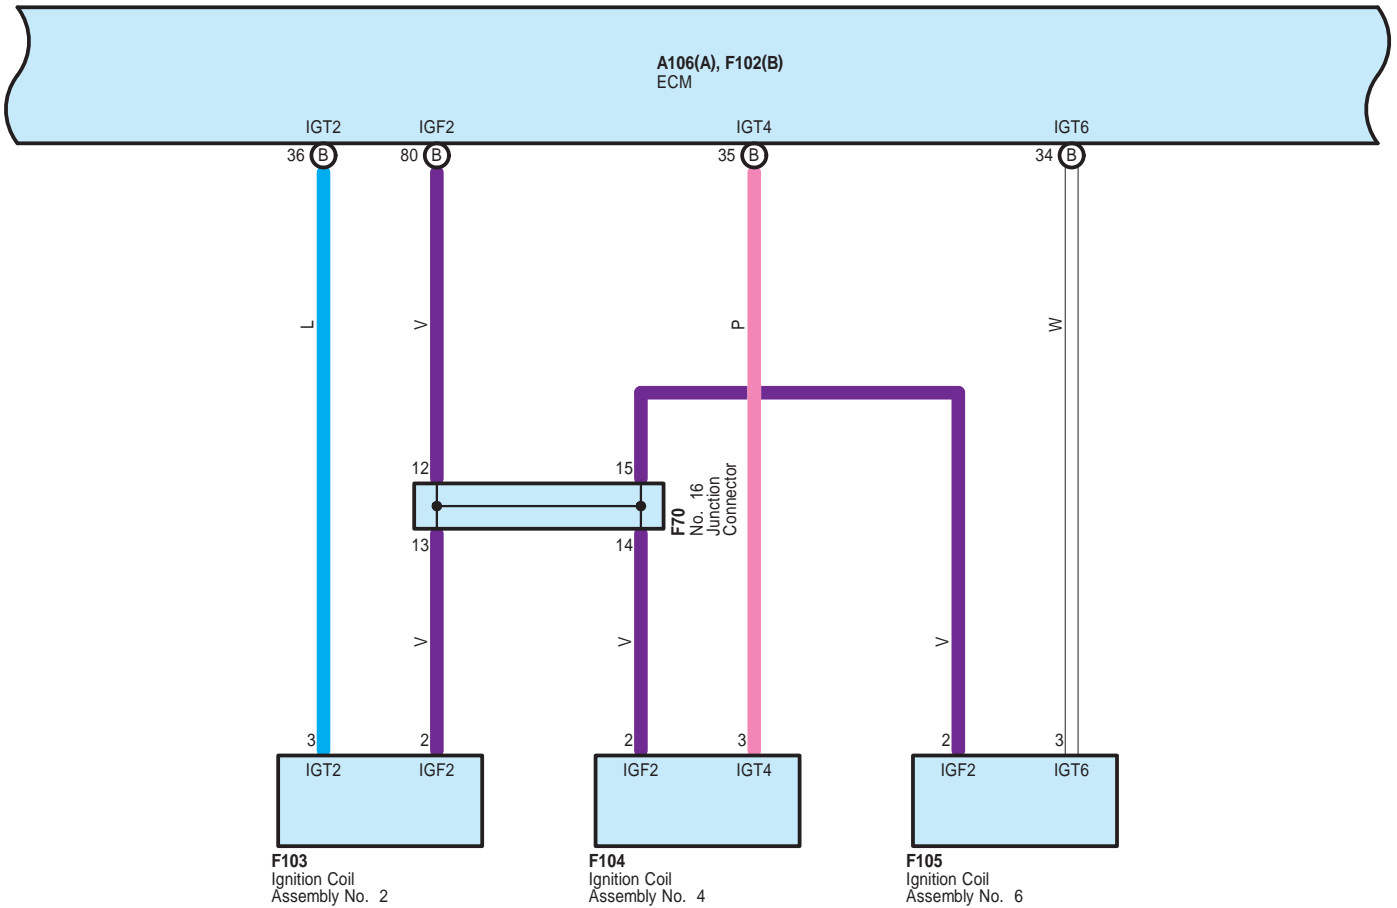 A106(A), F102(B)
ECM
IGT2 IGF2 IGT4 IGT6
36 B 80 B 35 B 34 B
L V P W
12 15
F70
No. 16
Junction
Connector
13 14
V V V
3 2 2 3 2 3
IGT2 IGF2 IGF2 IGT4 IGF2 IGT6
F103
Ignition Coil
Assembly No. 2
F104
Ignition Coil
Assembly No. 4
F105
Ignition Coil
Assembly No. 6